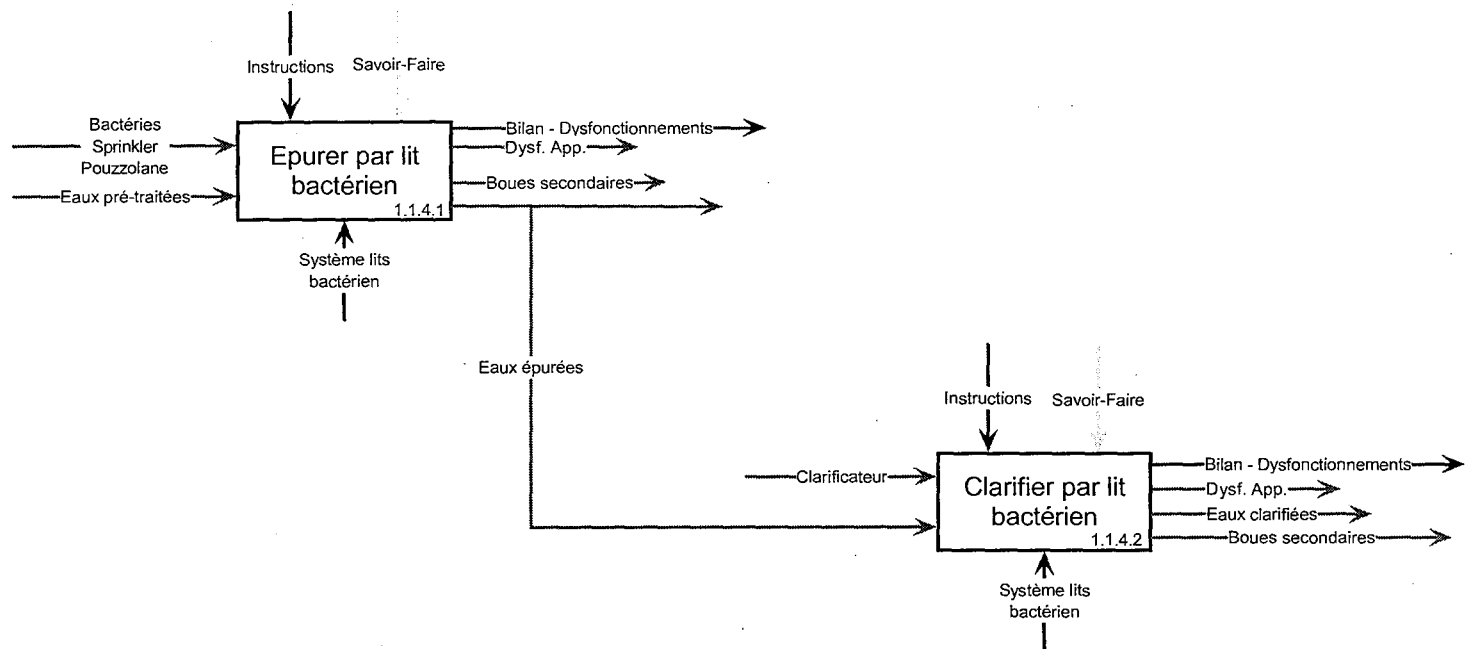 Instructions
Savoir-Faire
Bactéries
Sprinkler
Pouzzolane
Eaux pré-traitées
Epurer par lit
bactérien
1.1.4.1
Bilan - Dysfonctionnements
Dysf. App.
Boues secondaires
Système lits
bactérien
Eaux épurées
Instructions
Savoir-Faire
Clarificateur
Clarifier par lit
bactérien
1.1.4.2
Bilan - Dysfonctionnements
Dysf. App.
Eaux clarifiées
Boues secondaires
Système lits
bactérien